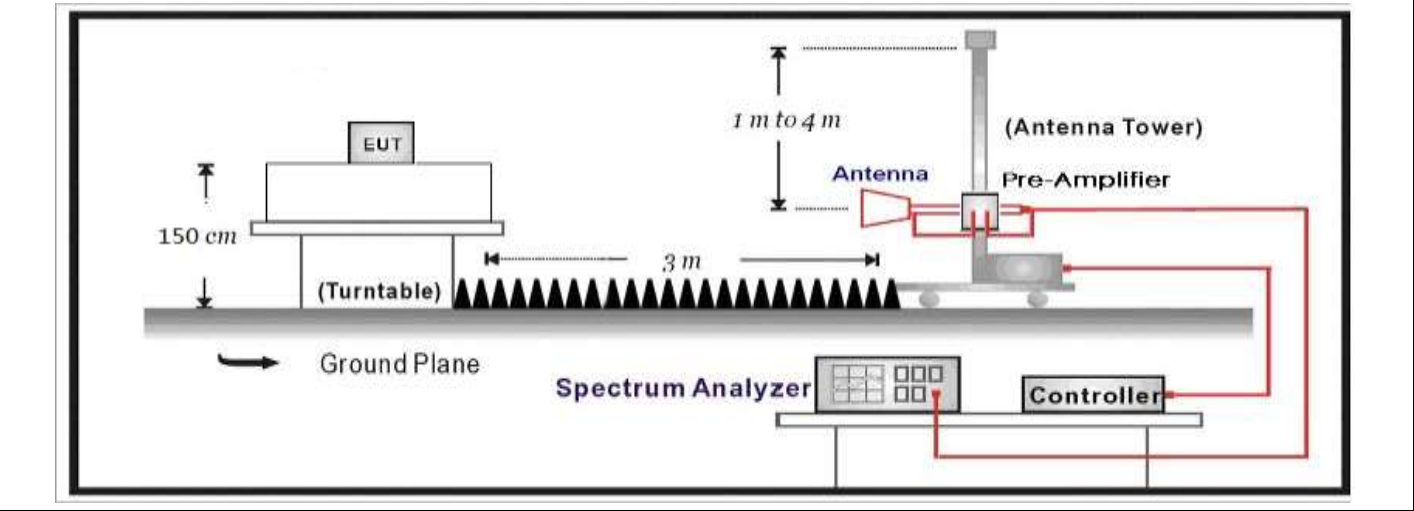 1 m to 4 m
(Antenna Tower)
EUT
Antenna
Pre-Amplifier
150 cm
3 m
(Turntable)
Ground Plane
Spectrum Analyzer
Controller